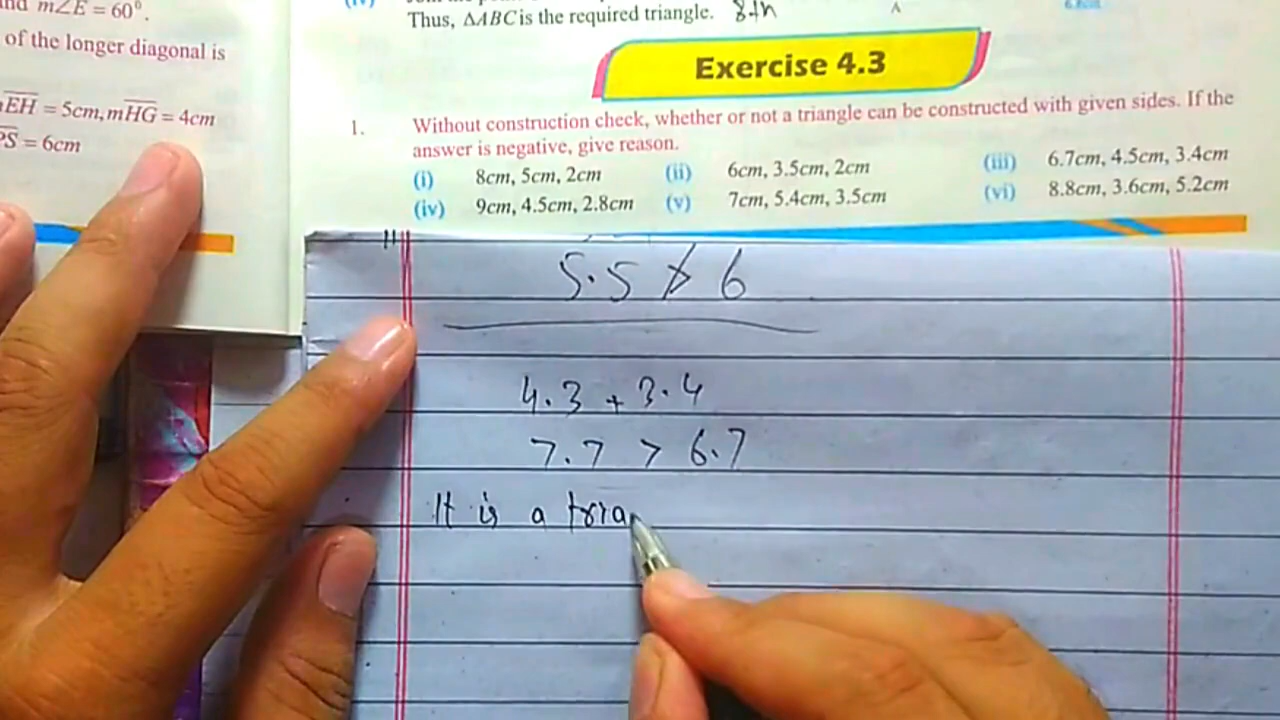 m∠E = 60°.
of the longer diagonal is
EH = 5cm, mHG = 4cm
PS = 6cm
Thus, ΔABC is the required triangle. 8th
A
Exercise 4.3
1. Without construction check, whether or not a triangle can be constructed with given sides. If the
answer is negative, give reason.
(i) 8cm, 5cm, 2cm (ii) 6cm, 3.5cm, 2cm (iii) 6.7cm, 4.5cm, 3.4cm
(iv) 9cm, 4.5cm, 2.8cm (v) 7cm, 5.4cm, 3.5cm (vi) 8.8cm, 3.6cm, 5.2cm
5.5 ≯ 6
4.3 + 3.4
7.7 > 6.7
It is a tria